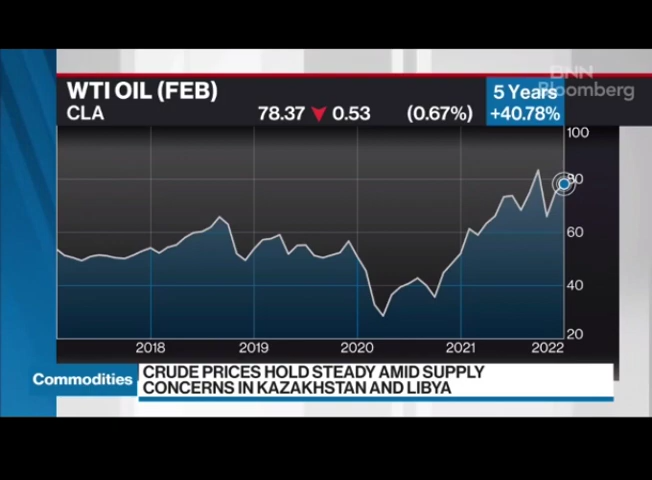 BNN
Bloomberg
WTI OIL (FEB)
CLA
78.37 ▼ 0.53 (0.67%)
5 Years
+40.78%
100
80
60
40
20
2018 2019 2020 2021 2022
Commodities
CRUDE PRICES HOLD STEADY AMID SUPPLY
CONCERNS IN KAZAKHSTAN AND LIBYA